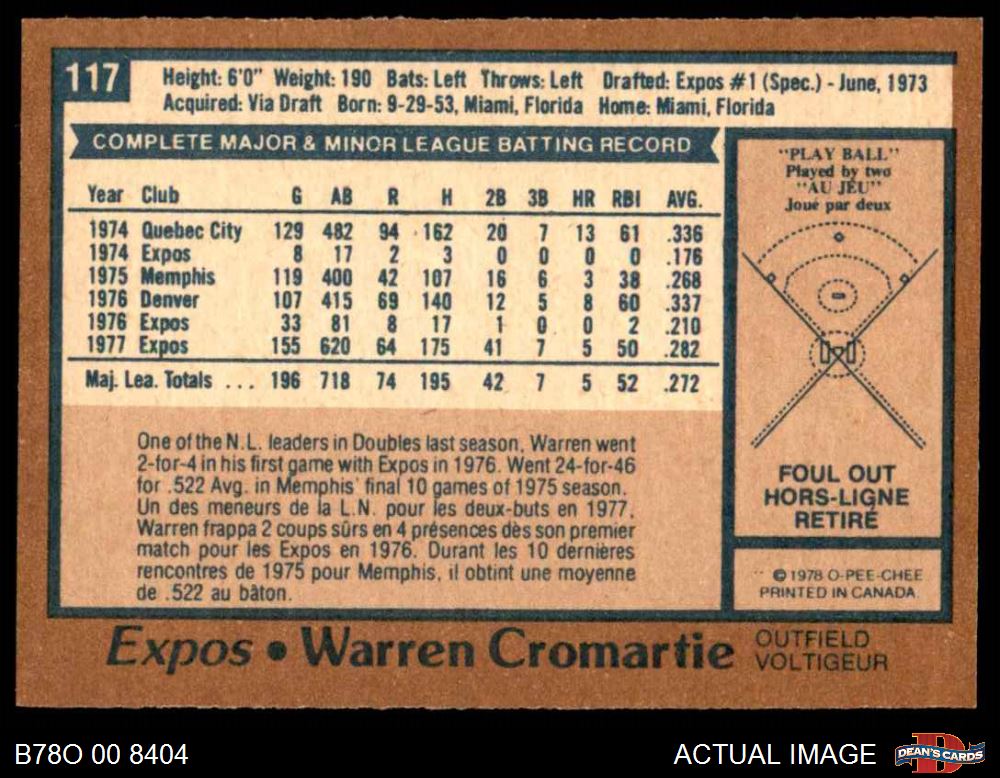 117
Height: 6'0" Weight: 190 Bats: Left Throws: Left Drafted: Expos #1 (Spec.) - June, 1973
Acquired: Via Draft Born: 9-29-53, Miami, Florida Home: Miami, Florida
COMPLETE MAJOR & MINOR LEAGUE BATTING RECORD
Year Club G AB R H 2B 3B HR RBI AVG.
1974 Quebec City 129 482 94 162 20 7 13 61 .336
1974 Expos 8 17 2 3 0 0 0 0 .176
1975 Memphis 119 400 42 107 16 6 3 38 .268
1976 Denver 107 415 69 140 12 5 8 60 .337
1976 Expos 33 81 8 17 1 0 0 2 .210
1977 Expos 155 620 64 175 41 7 5 50 .282
Maj. Lea. Totals ... 196 718 74 195 42 7 5 52 .272
One of the N.L. leaders in Doubles last season, Warren went
2-for-4 in his first game with Expos in 1976. Went 24-for-46
for .522 Avg. in Memphis' final 10 games of 1975 season.
Un des meneurs de la L.N. pour les deux-buts en 1977,
Warren frappa 2 coups sûrs en 4 présences dès son premier
match pour les Expos en 1976. Durant les 10 dernières
rencontres de 1975 pour Memphis, il obtint une moyenne
de .522 au bâton.
"PLAY BALL"
Played by two
"AU JEU"
Joué par deux
FOUL OUT
HORS-LIGNE
RETIRÉ
© 1978 O-PEE-CHEE
PRINTED IN CANADA
Expos • Warren Cromartie
OUTFIELD
VOLTIGEUR
B78O 00 8404
ACTUAL IMAGE
DEAN'S CARDS